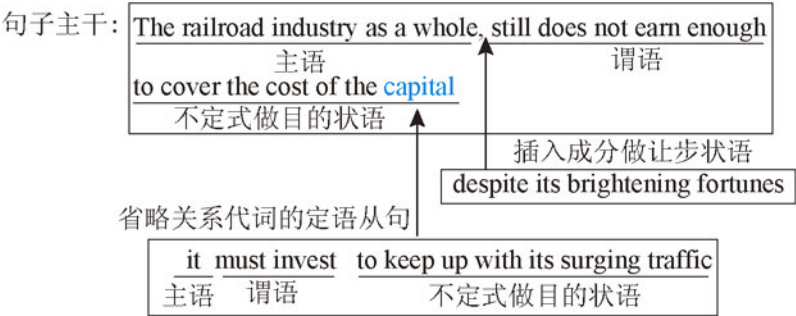 句子主干: The railroad industry as a whole, still does not earn enough
主语 谓语
to cover the cost of the capital
不定式做目的状语
插入成分做让步状语
despite its brightening fortunes
省略关系代词的定语从句
it must invest to keep up with its surging traffic
主语 谓语 不定式做目的状语